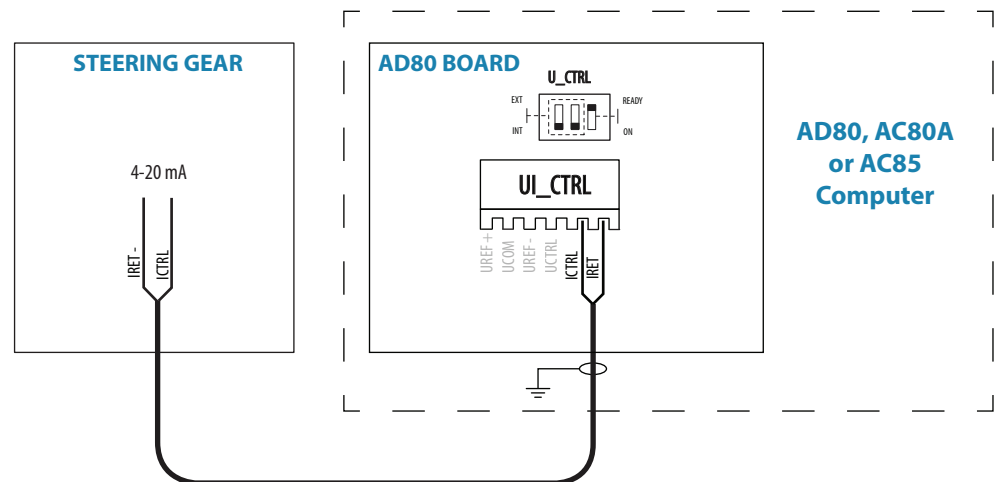 STEERING GEAR
4-20 mA
IRET -
ICTRL
AD80 BOARD
U_CTRL
EXT
READY
INT
ON
UI_CTRL
UREF +
UCOM
UREF -
UCTRL
ICTRL
IRET
AD80, AC80A
or AC85
Computer